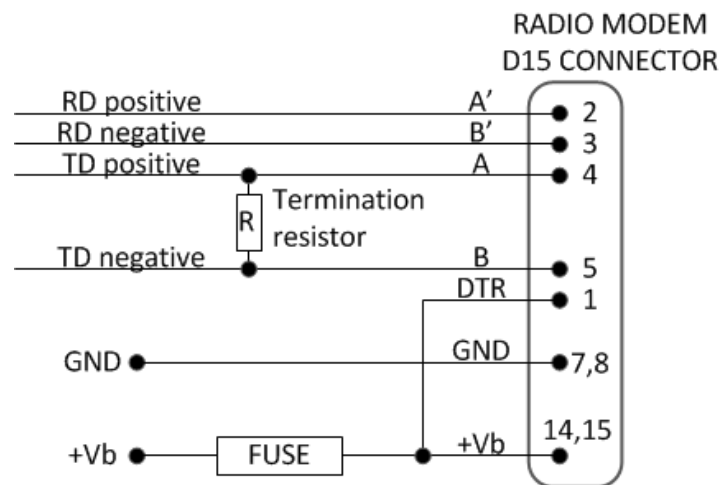 RADIO MODEM
D15 CONNECTOR
RD positive A’ 2
RD negative B’ 3
TD positive A 4
R Termination
resistor
TD negative B 5
DTR 1
GND GND 7,8
14,15
+Vb FUSE +Vb